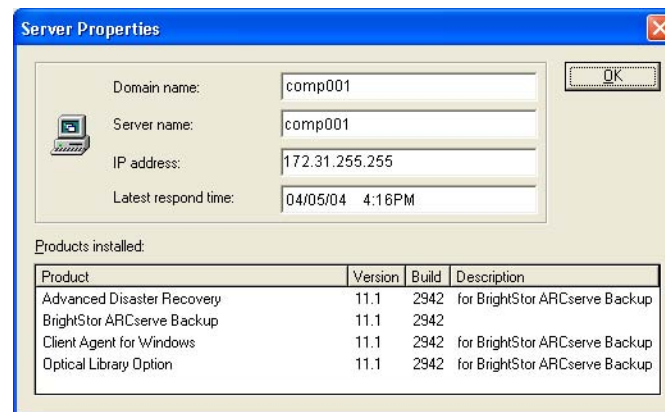 Server Properties
Domain name: comp001
OK
Server name: comp001
IP address: 172.31.255.255
Latest respond time: 04/05/04 4:16PM
Products installed:
Product Version Build Description
Advanced Disaster Recovery 11.1 2942 for BrightStor ARCserve Backup
BrightStor ARCserve Backup 11.1 2942
Client Agent for Windows 11.1 2942 for BrightStor ARCserve Backup
Optical Library Option 11.1 2942 for BrightStor ARCserve Backup